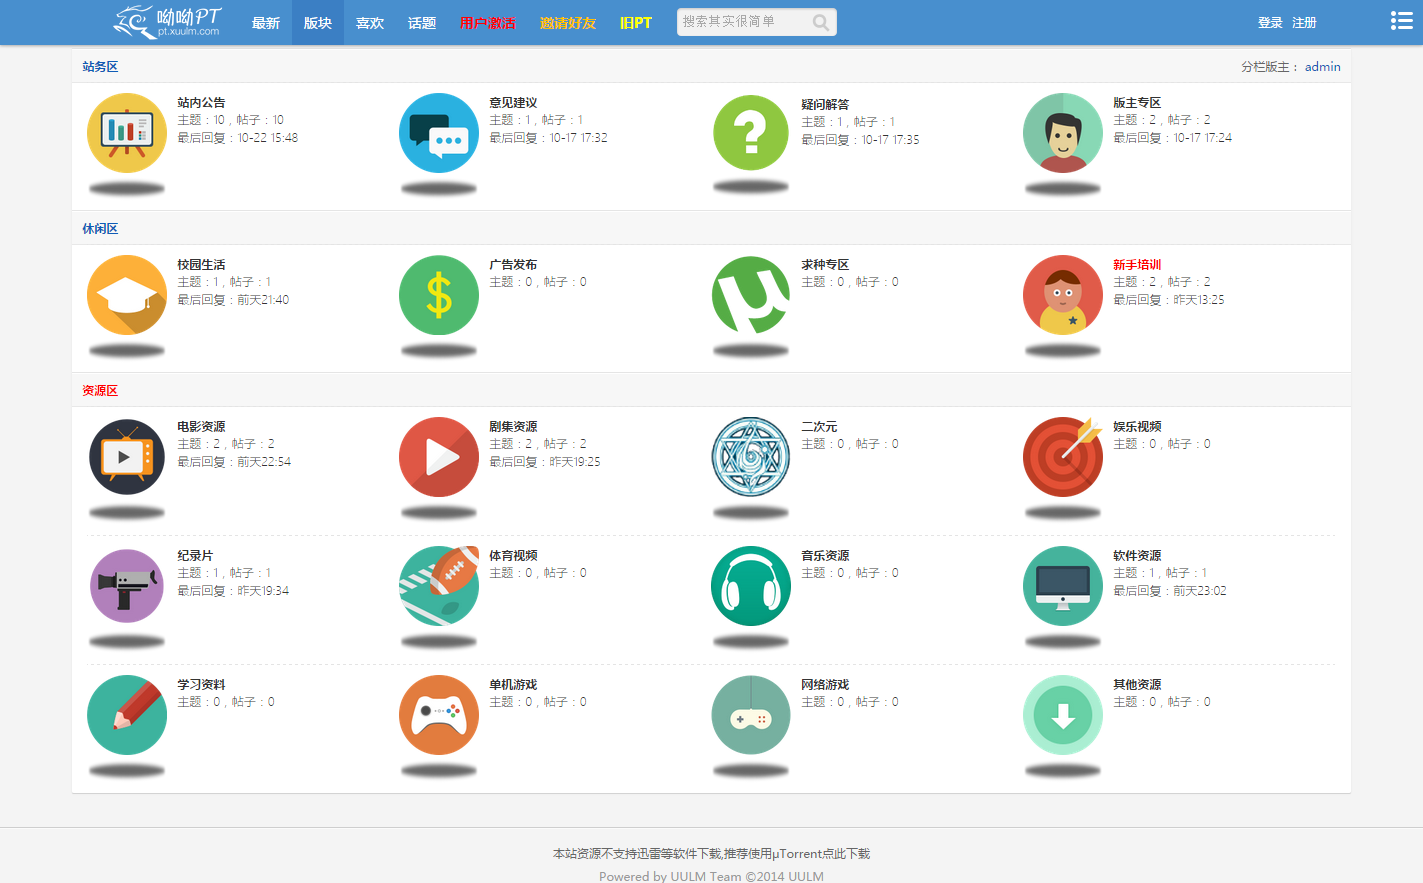 呦呦PT
pt.xuulm.com
最新 版块 喜欢 话题 用户激活 邀请好友 旧PT 搜索其实很简单 登录 注册
站务区 分栏版主： admin
站内公告 意见建议 疑问解答 版主专区
主题：10，帖子：10 主题：1，帖子：1 主题：1，帖子：1 主题：2，帖子：2
最后回复：10-22 15:48 最后回复：10-17 17:32 最后回复：10-17 17:35 最后回复：10-17 17:24
休闲区
校园生活 广告发布 求种专区 新手培训
主题：1，帖子：1 主题：0，帖子：0 主题：0，帖子：0 主题：2，帖子：2
最后回复：前天21:40 最后回复：昨天13:25
资源区
电影资源 剧集资源 二次元 娱乐视频
主题：2，帖子：2 主题：2，帖子：2 主题：0，帖子：0 主题：0，帖子：0
最后回复：前天22:54 最后回复：昨天19:25
纪录片 体育视频 音乐资源 软件资源
主题：1，帖子：1 主题：0，帖子：0 主题：0，帖子：0 主题：1，帖子：1
最后回复：昨天19:34 最后回复：前天23:02
学习资料 单机游戏 网络游戏 其他资源
主题：0，帖子：0 主题：0，帖子：0 主题：0，帖子：0 主题：0，帖子：0
本站资源不支持迅雷等软件下载,推荐使用µTorrent点此下载
Powered by UULM Team ©2014 UULM